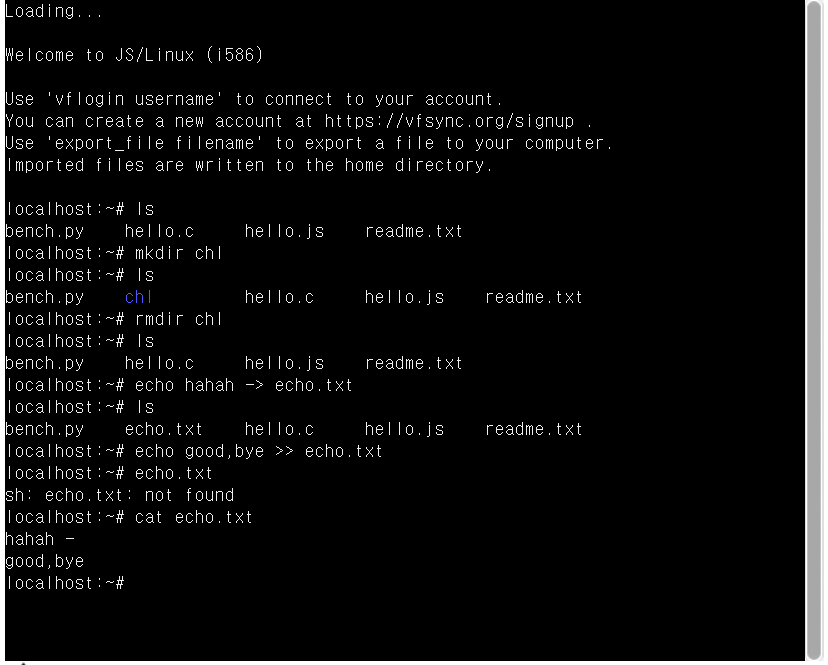 Loading...
Welcome to JS/Linux (i586)
Use 'vflogin username' to connect to your account.
You can create a new account at https://vfsync.org/signup .
Use 'export_file filename' to export a file to your computer.
Imported files are written to the home directory.
localhost:~# ls
bench.py    hello.c     hello.js    readme.txt
localhost:~# mkdir chl
localhost:~# ls
bench.py    chl         hello.c     hello.js    readme.txt
localhost:~# rmdir chl
localhost:~# ls
bench.py    hello.c     hello.js    readme.txt
localhost:~# echo hahah -> echo.txt
localhost:~# ls
bench.py    echo.txt    hello.c     hello.js    readme.txt
localhost:~# echo good,bye >> echo.txt
localhost:~# echo.txt
sh: echo.txt: not found
localhost:~# cat echo.txt
hahah -
good,bye
localhost:~#